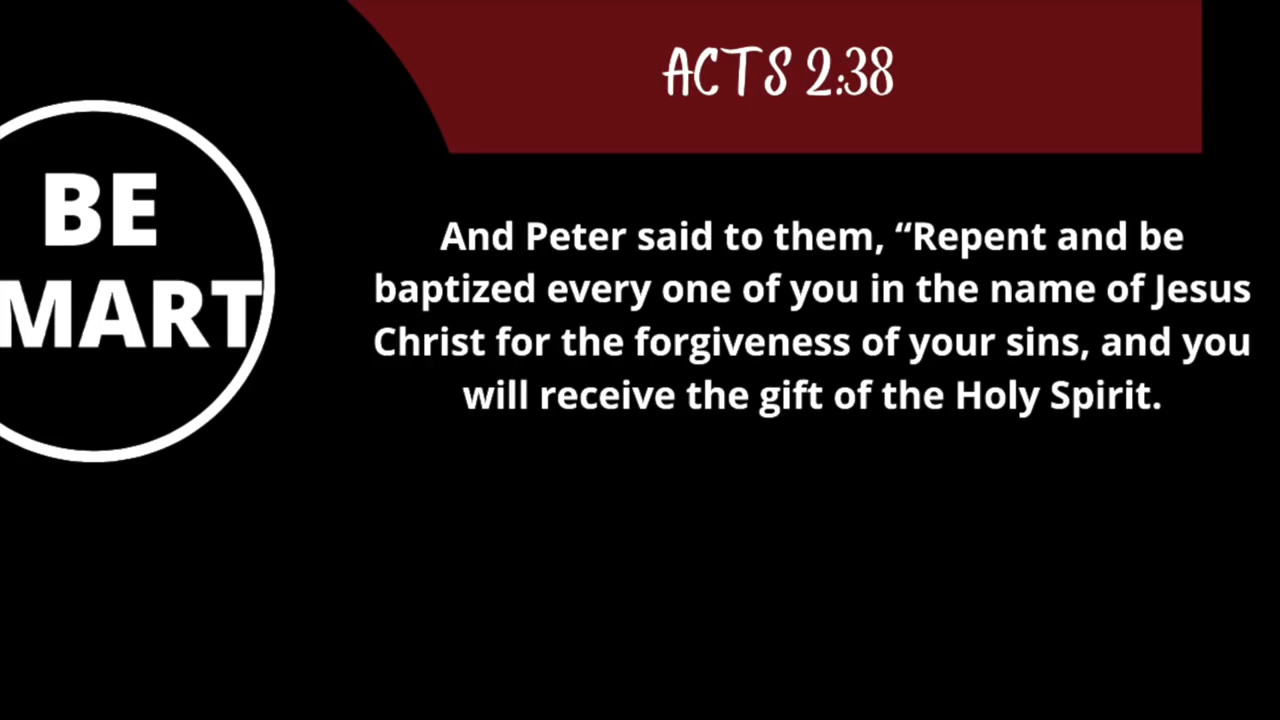 ACTS 2:38
BE
MART
And Peter said to them, “Repent and be
baptized every one of you in the name of Jesus
Christ for the forgiveness of your sins, and you
will receive the gift of the Holy Spirit.